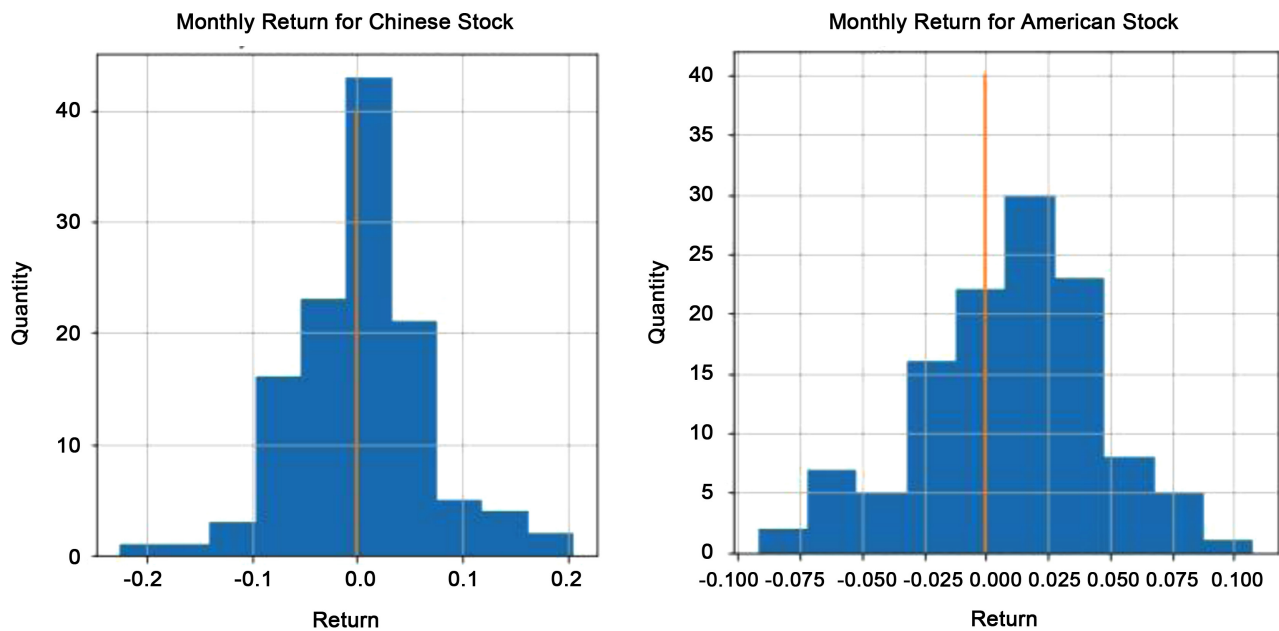 Monthly Return for Chinese Stock
Quantity
40
30
20
10
0
-0.2 -0.1 0.0 0.1 0.2
Return
Monthly Return for American Stock
Quantity
40
35
30
25
20
15
10
5
0
-0.100 -0.075 -0.050 -0.025 0.000 0.025 0.050 0.075 0.100
Return